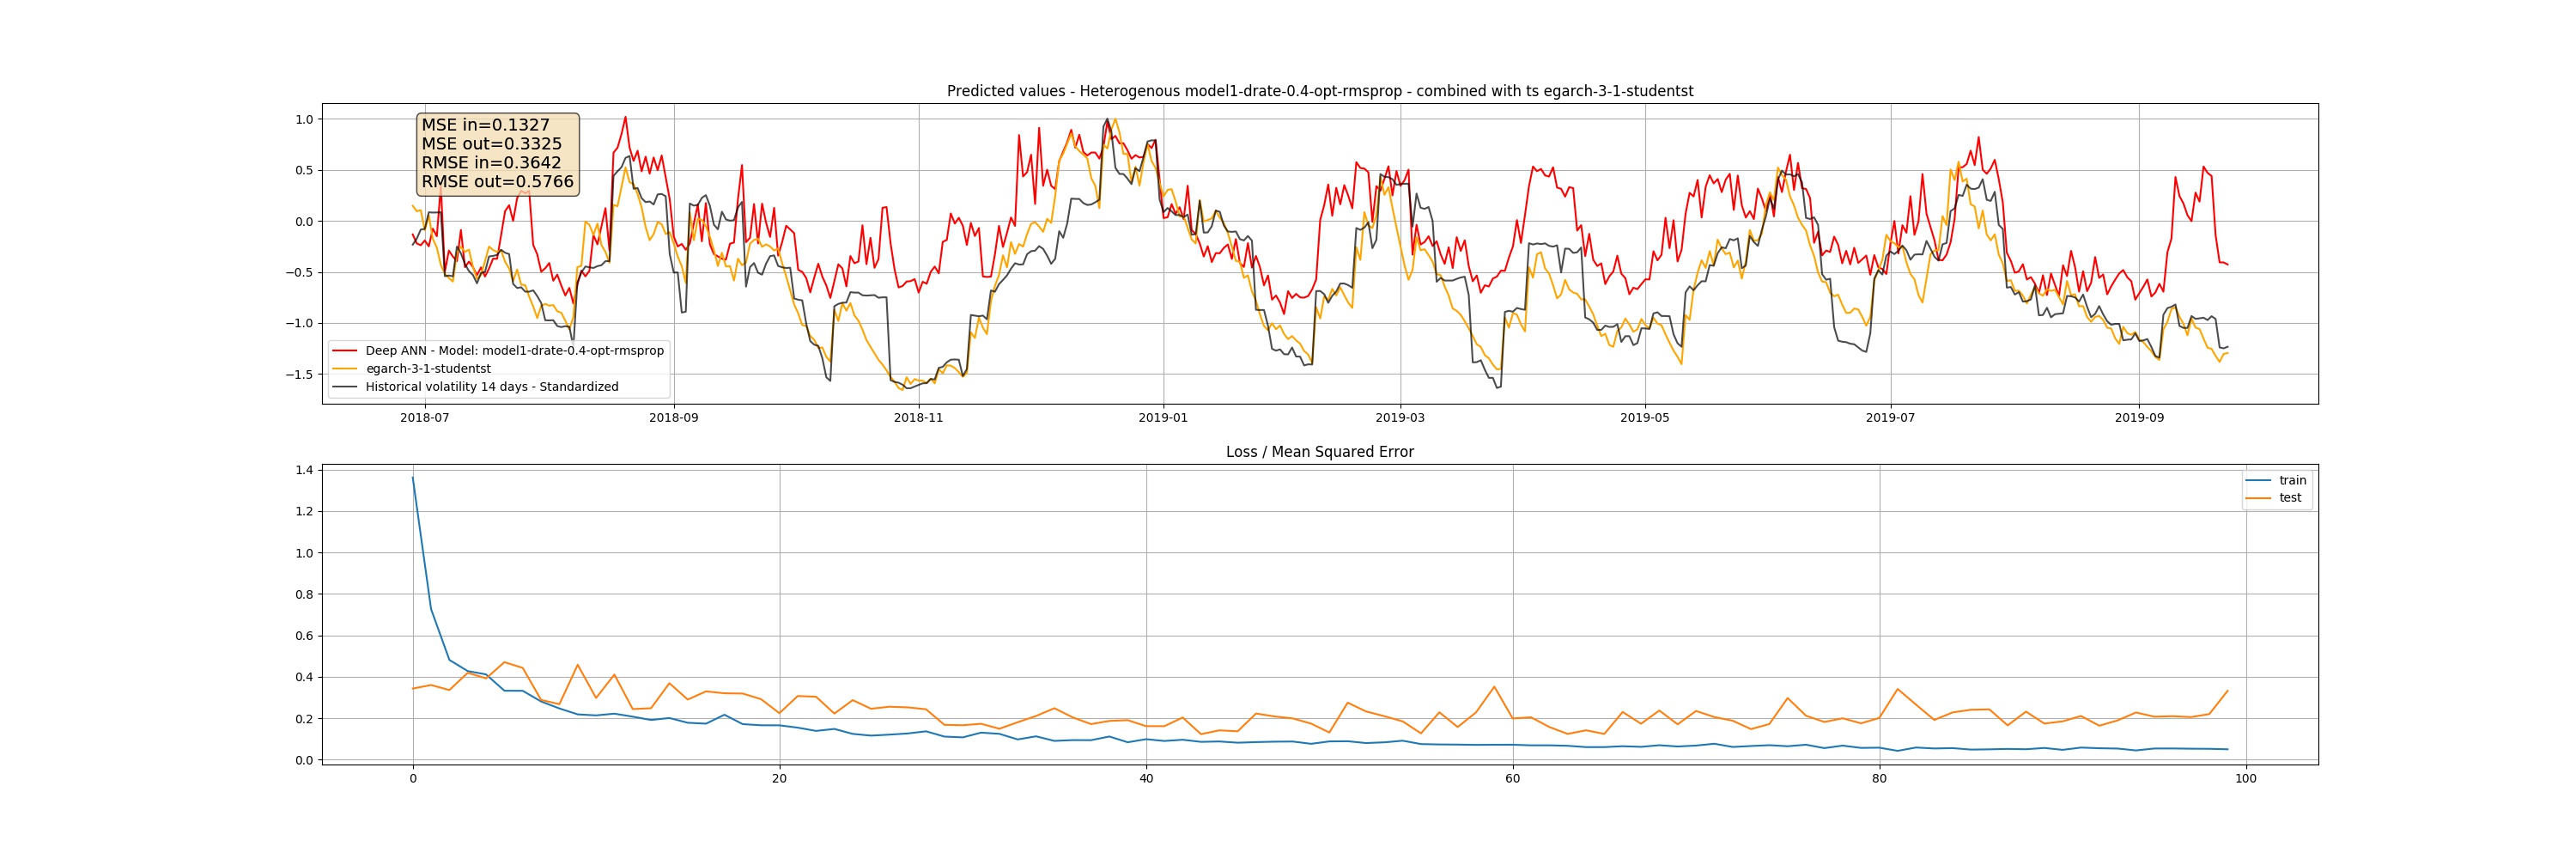 Predicted values - Heterogenous model1-drate-0.4-opt-rmsprop - combined with ts egarch-3-1-studentst
1.0
0.5
0.0
−0.5
−1.0
−1.5
MSE in=0.1327
MSE out=0.3325
RMSE in=0.3642
RMSE out=0.5766
Deep ANN - Model: model1-drate-0.4-opt-rmsprop
egarch-3-1-studentst
Historical volatility 14 days - Standardized
2018-07 2018-09 2018-11 2019-01 2019-03 2019-05 2019-07 2019-09
Loss / Mean Squared Error
1.4
1.2
1.0
0.8
0.6
0.4
0.2
0.0
train
test
0 20 40 60 80 100